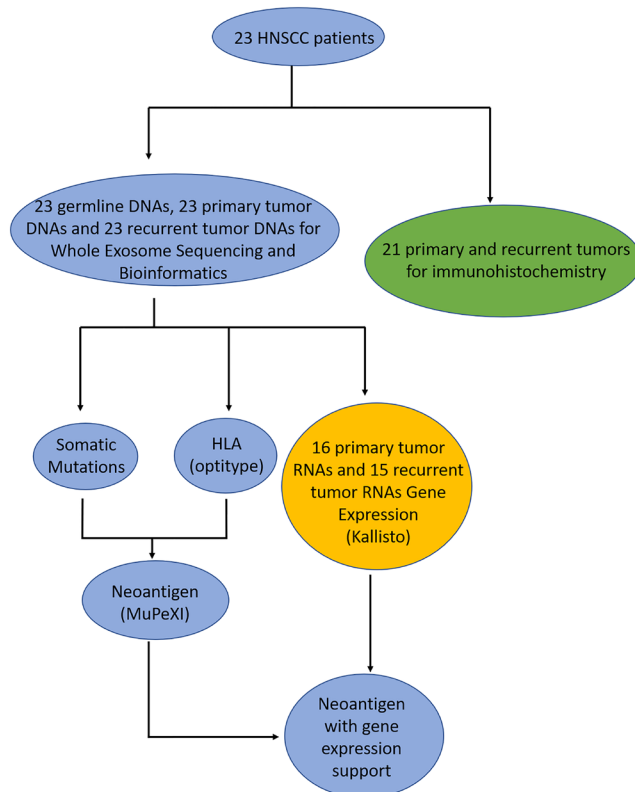 23 HNSCC patients
23 germline DNAs, 23 primary tumor
DNAs and 23 recurrent tumor DNAs for
Whole Exosome Sequencing and
Bioinformatics
21 primary and recurrent tumors
for immunohistochemistry
Somatic
Mutations
HLA
(optitype)
16 primary tumor
RNAs and 15 recurrent
tumor RNAs Gene
Expression
(Kallisto)
Neoantigen
(MuPeXI)
Neoantigen
with gene
expression
support